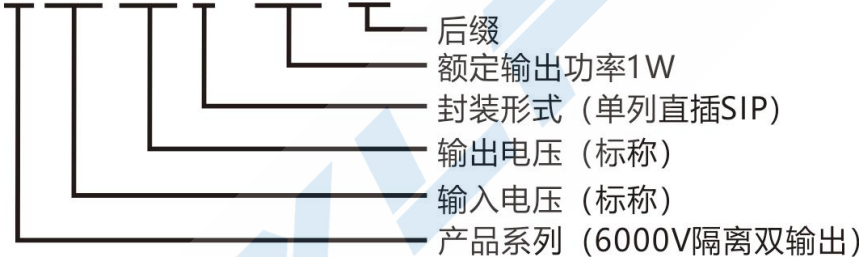 后缀
额定输出功率1W
封装形式（单列直插SIP）
输出电压（标称）
输入电压（标称）
产品系列（6000V隔离双输出）